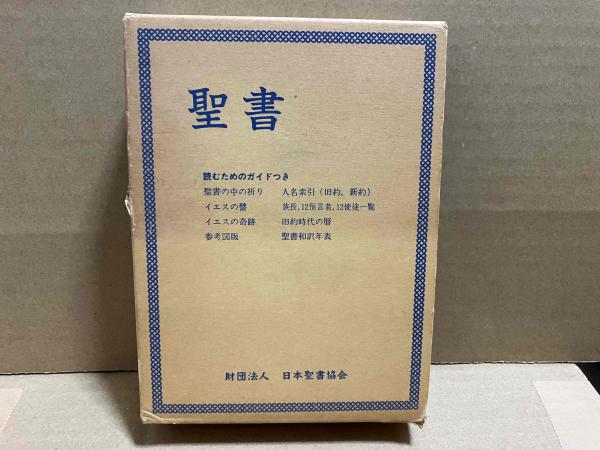 聖書
読むためのガイドつき
聖書の中の祈り　人名索引（旧約、新約）
イエスの譬　族長、12預言者、12使徒一覧
イエスの奇跡　旧約時代の暦
参考図版　聖書和訳年表
財団法人　日本聖書協会